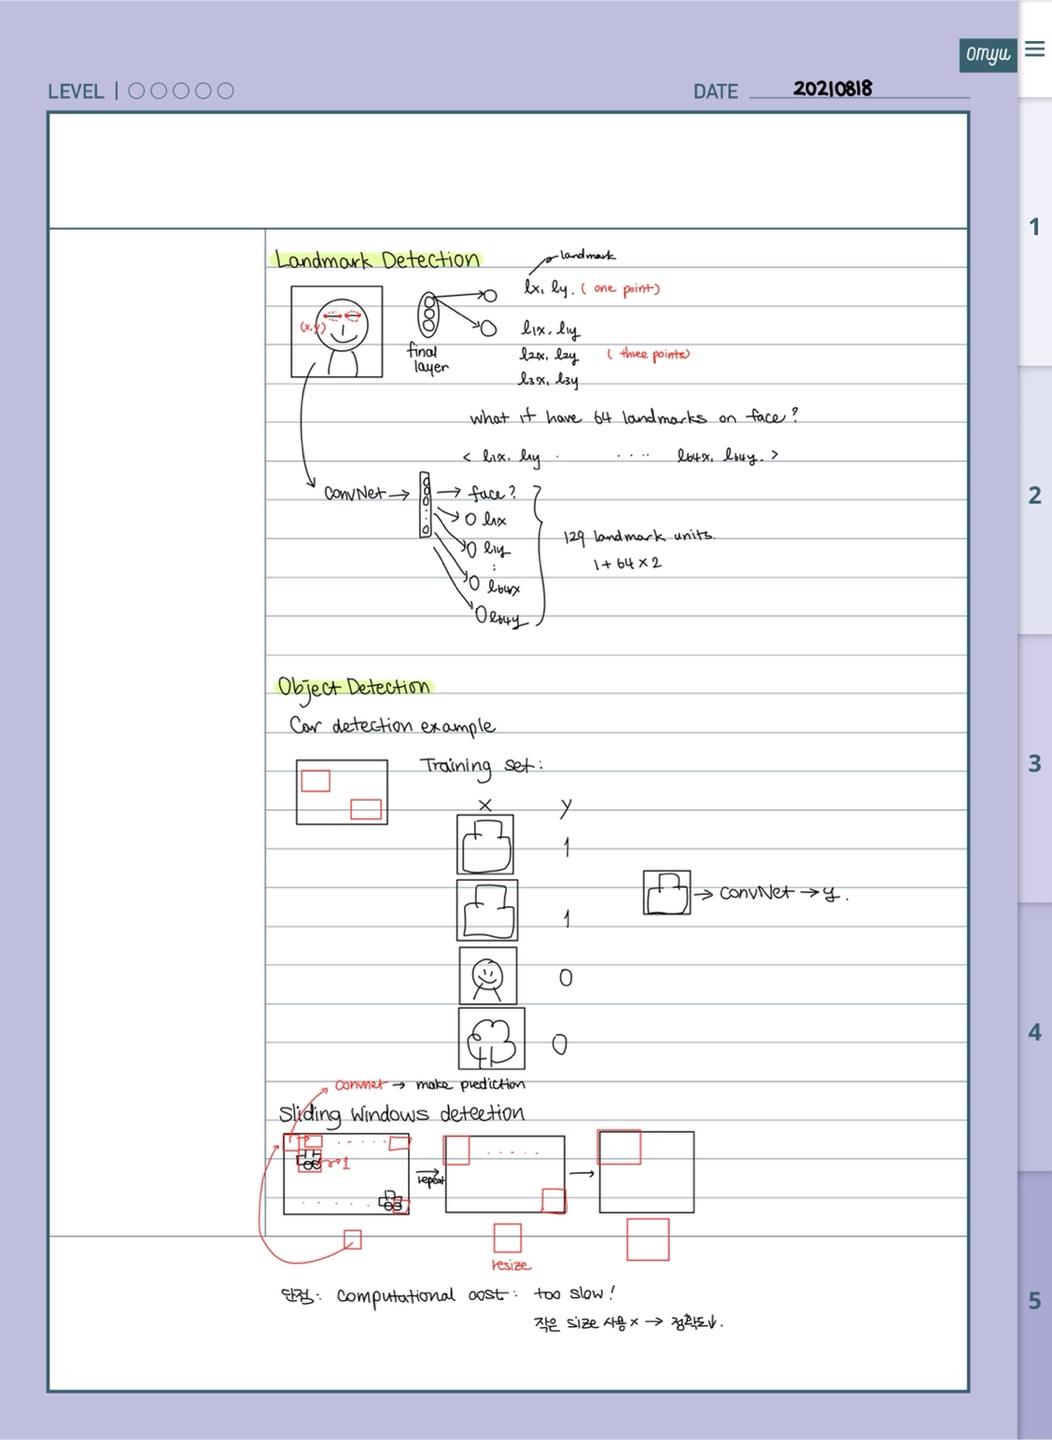 omyu
LEVEL | ○○○○○
DATE 20210818
Landmark Detection
landmark
lx, ly. ( one point)
(x,y)
final
layer
l1x, l1y
l2x, l2y ( three points)
l3x, l3y
what if have 64 landmarks on face?
< l1x, l1y . . . . . l64x, l64y. >
ConvNet → → face?
l1x
l1y
:
l64x
l64y
129 landmark units.
1 + 64 × 2
Object Detection
Car detection example
Training set:
x y
1
1
→ ConvNet → y.
0
0
convnet → make prediction
Sliding Windows detection
→ 1
repeat
resize
단점: Computational cost: too slow!
작은 size 사용 x → 정확도↓.
1
2
3
4
5